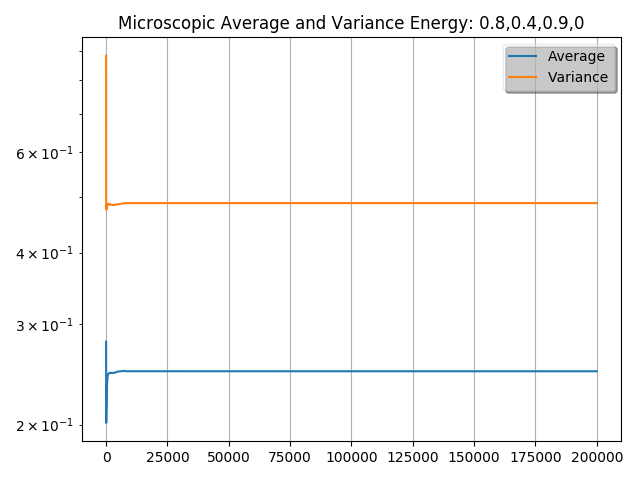 Microscopic Average and Variance Energy: 0.8,0.4,0.9,0
Average
Variance
6 × 10⁻¹
4 × 10⁻¹
3 × 10⁻¹
2 × 10⁻¹
0 25000 50000 75000 100000 125000 150000 175000 200000